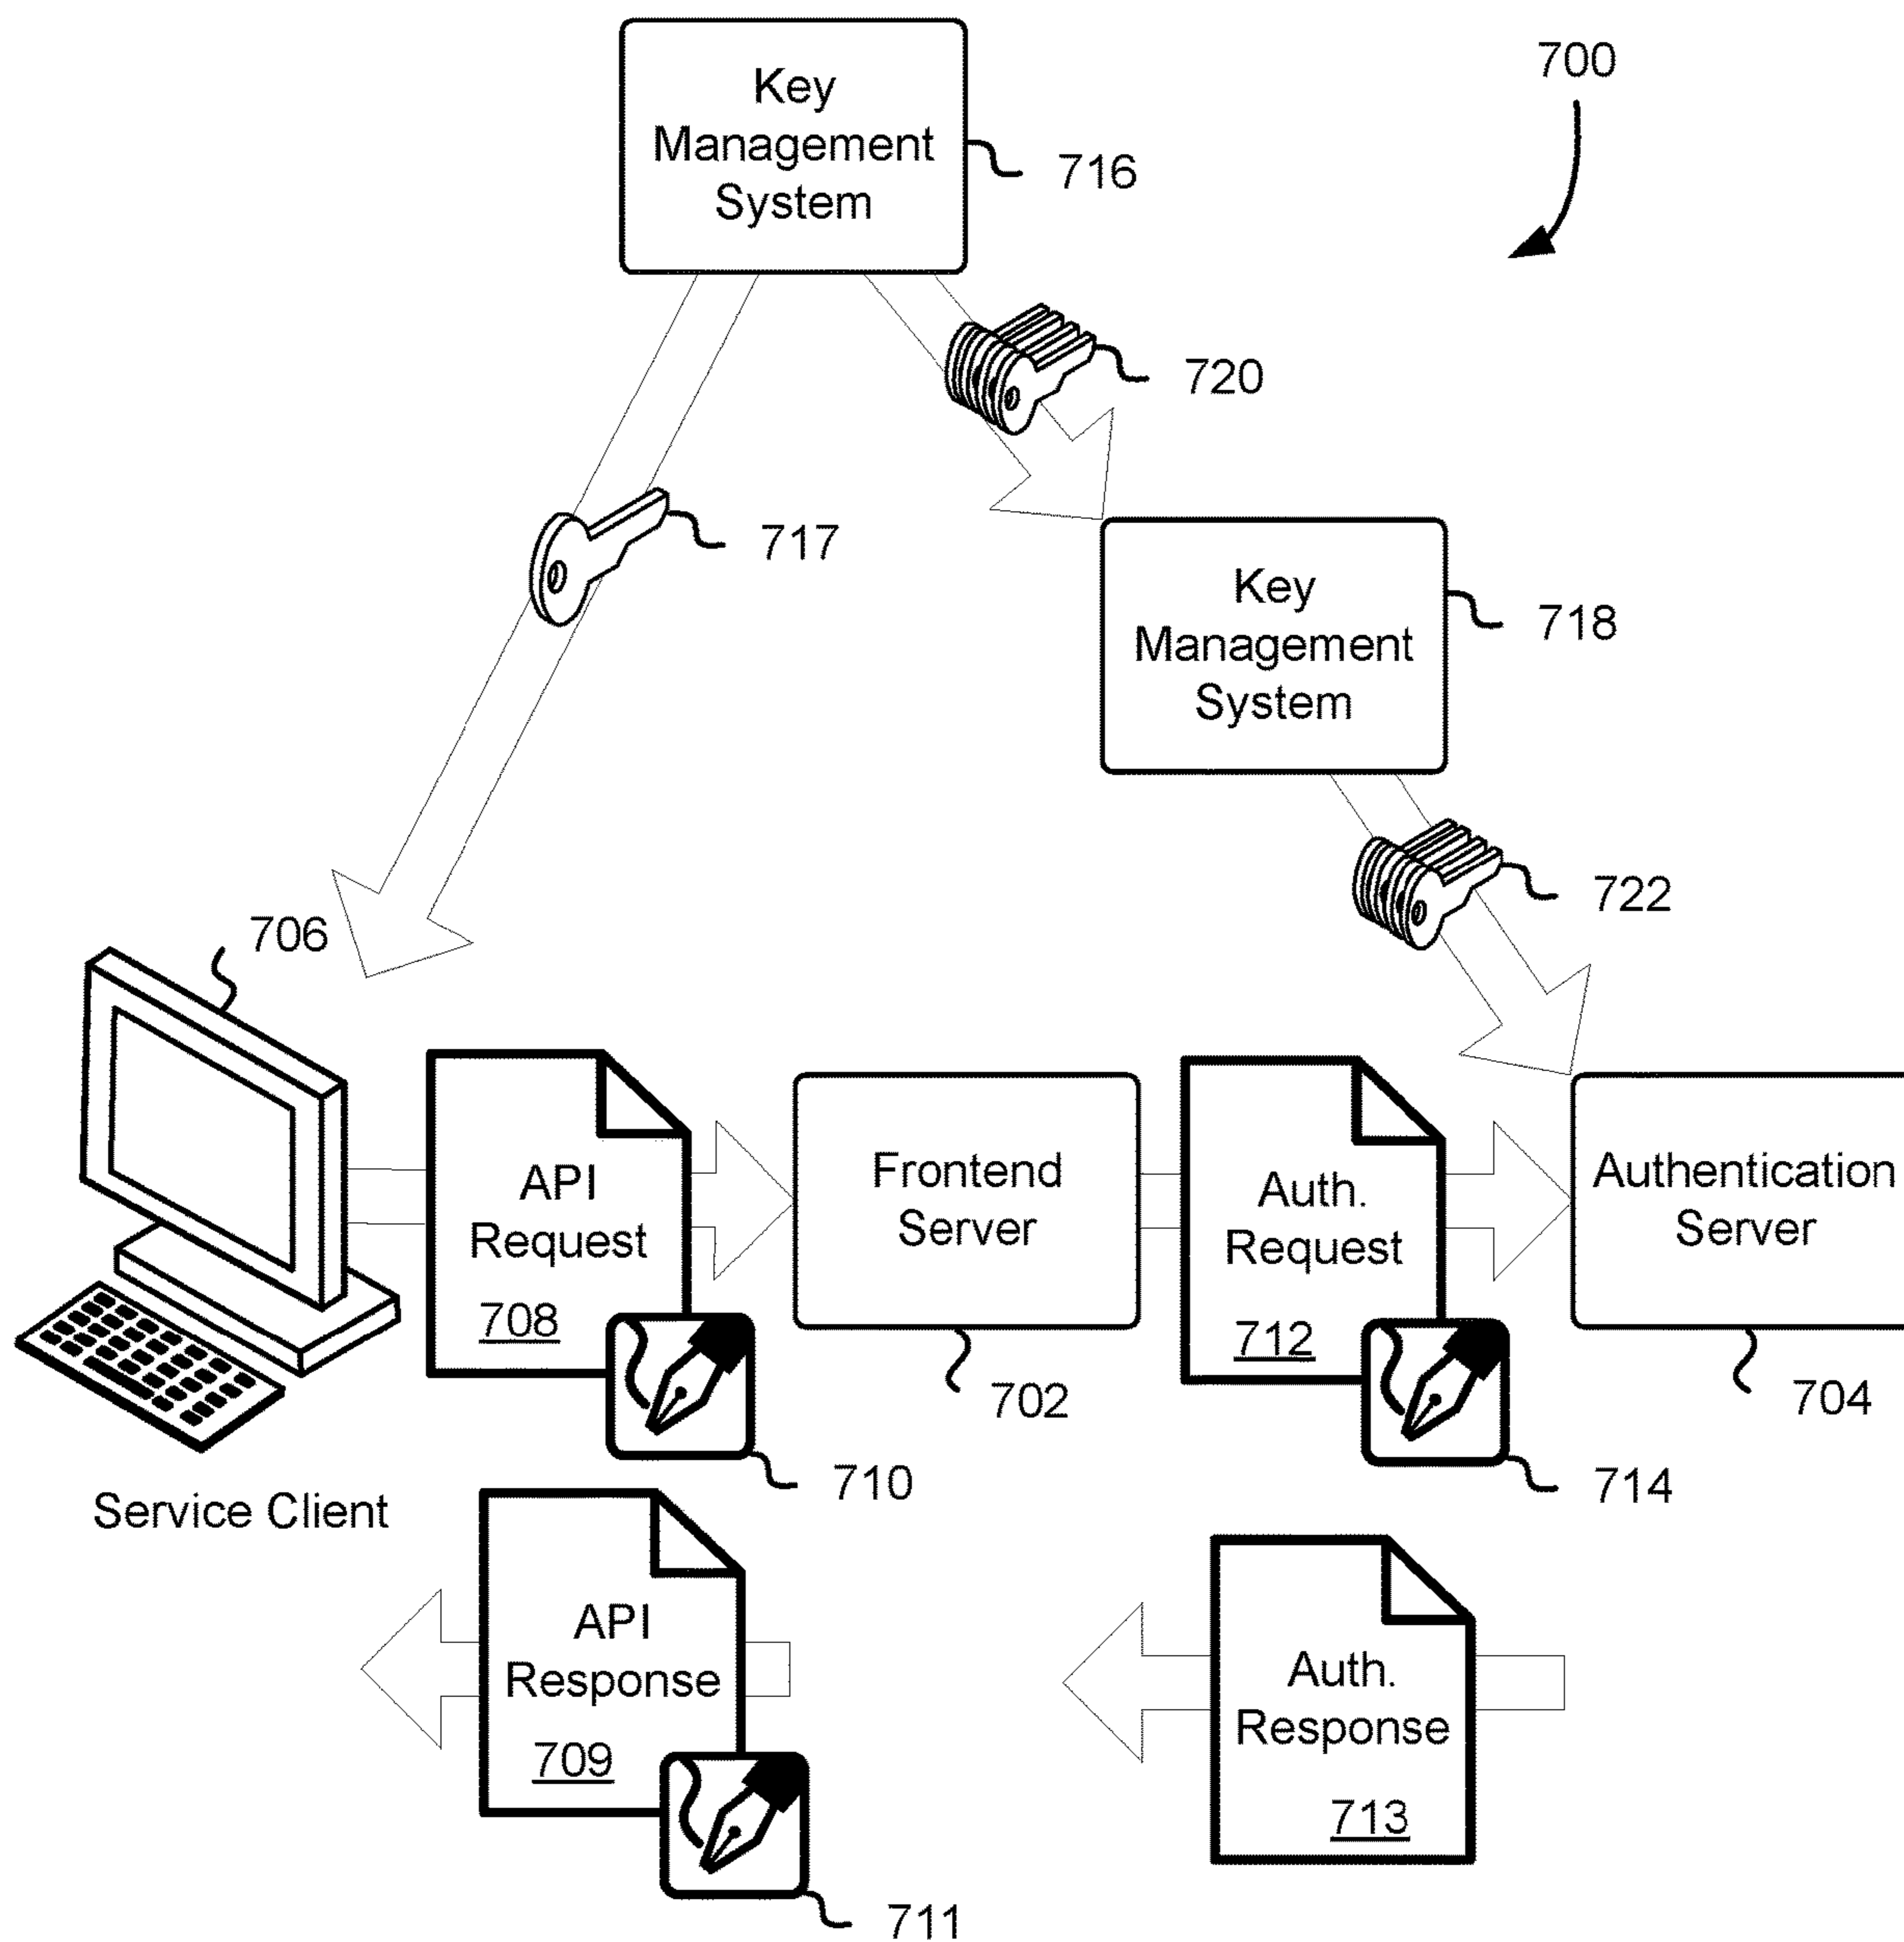 700
Key
Management
System
716
720
717
Key
Management
System
718
722
706
API
Request
708
Frontend
Server
Auth.
Request
712
Authentication
Server
702
704
710
714
Service Client
API
Response
709
Auth.
Response
713
711